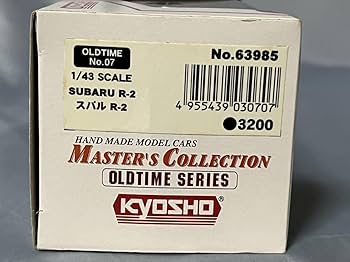 OLDTIME
No.07
No.63985
1/43 SCALE
SUBARU R-2
スバル R-2
4 955439 030707
●3200
HAND MADE MODEL CARS
MASTER'S COLLECTION
OLDTIME SERIES
KYOSHO®